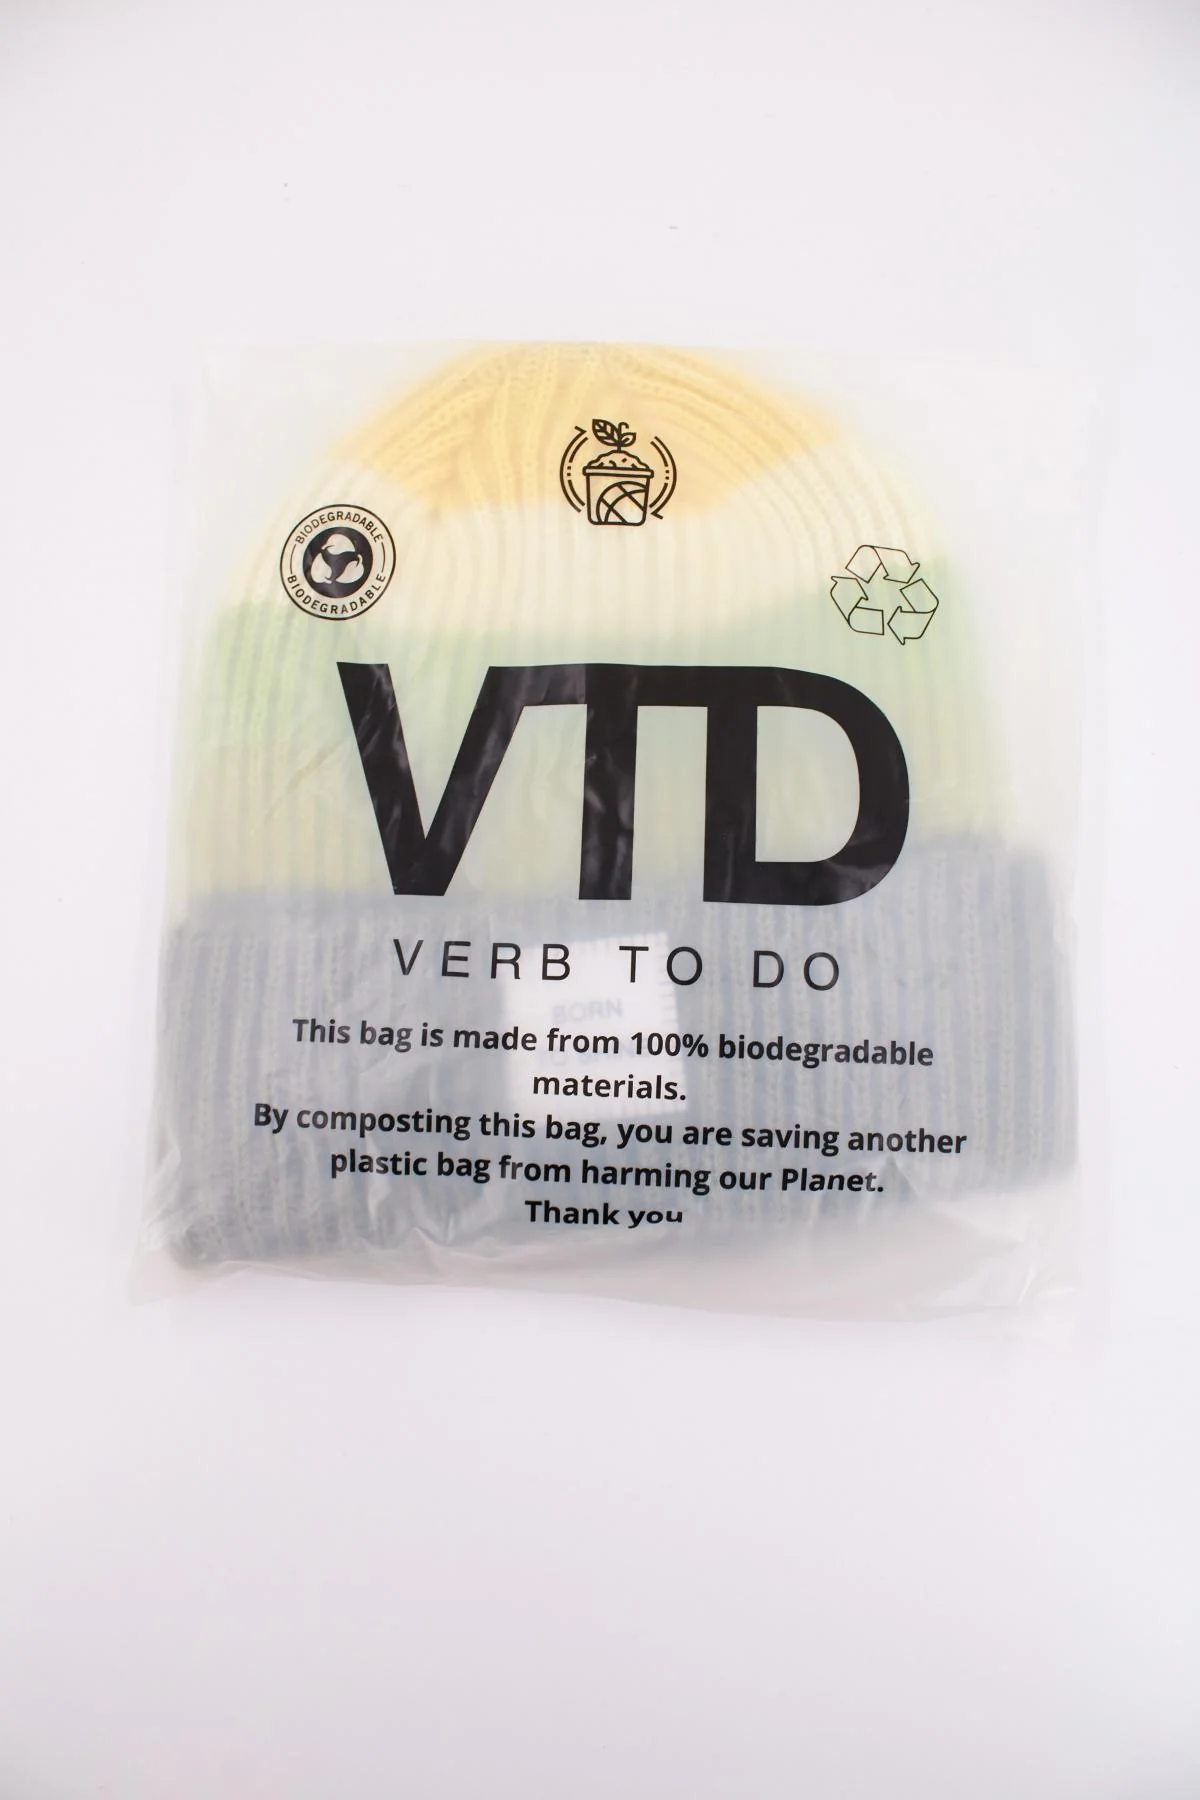 BIODEGRADABLE
BIODEGRADABLE
VTD
VERB TO DO
BORN
This bag is made from 100% biodegradable
materials.
By composting this bag, you are saving another
plastic bag from harming our Planet.
Thank you